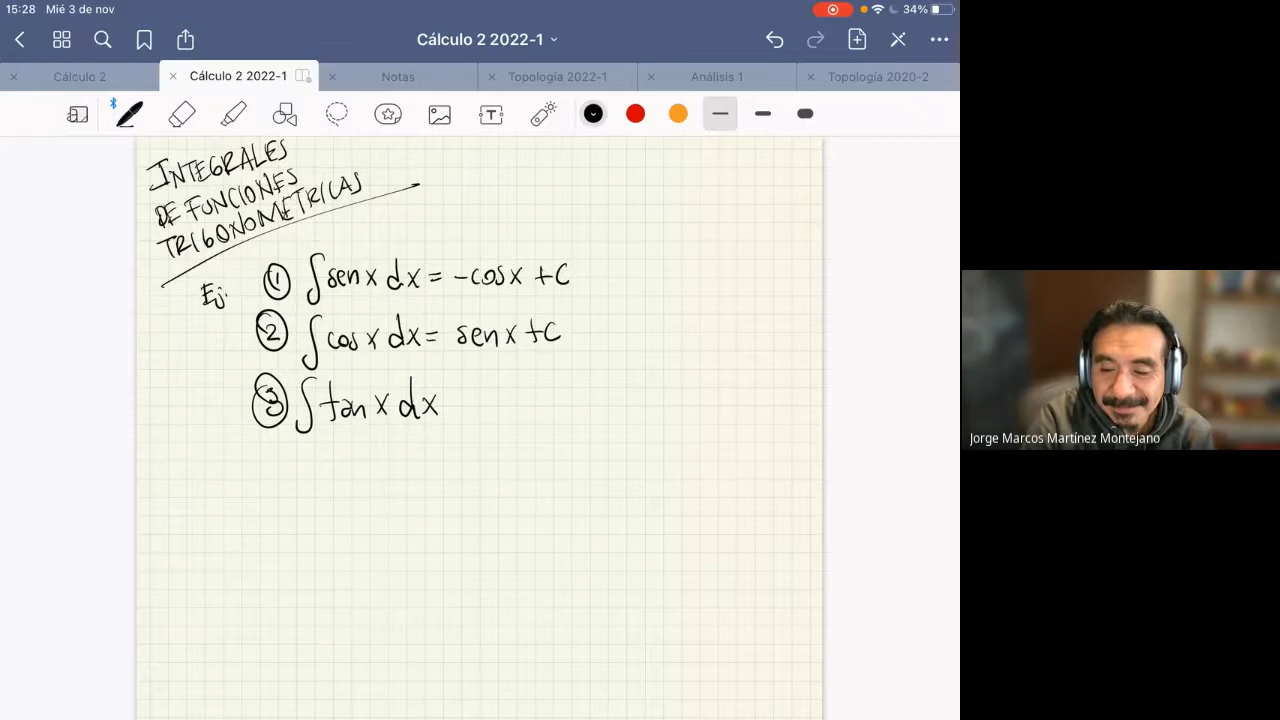 15:28 Mié 3 de nov 34%
Cálculo 2 2022-1
Cálculo 2 Cálculo 2 2022-1 Notas Topología 2022-1 Análisis 1 Topología 2020-2
INTEGRALES
DE FUNCIONES
TRIGONOMÉTRICAS
Ej: ① ∫sen x dx = -cos x + C
② ∫cos x dx = sen x + C
③ ∫tan x dx
Jorge Marcos Martínez Montejano